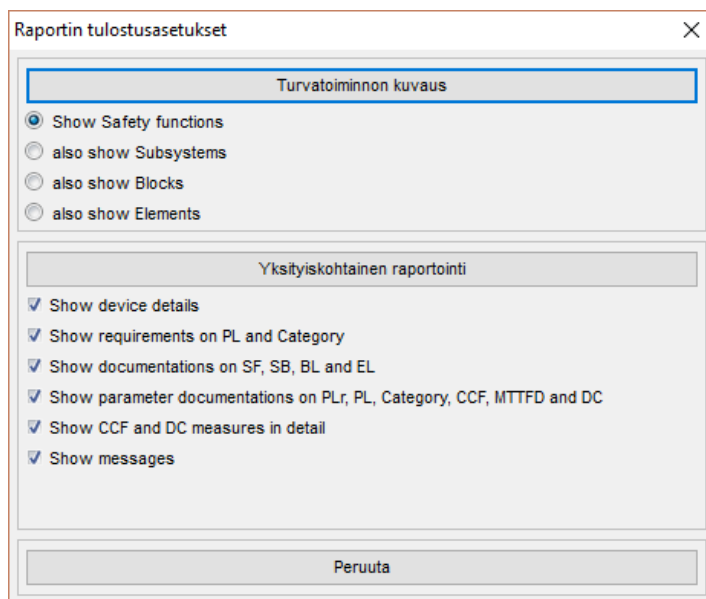 Raportin tulostusasetukset
Turvatoiminnon kuvaus
Show Safety functions
also show Subsystems
also show Blocks
also show Elements
Yksityiskohtainen raportointi
Show device details
Show requirements on PL and Category
Show documentations on SF, SB, BL and EL
Show parameter documentations on PLr, PL, Category, CCF, MTTFD and DC
Show CCF and DC measures in detail
Show messages
Peruuta